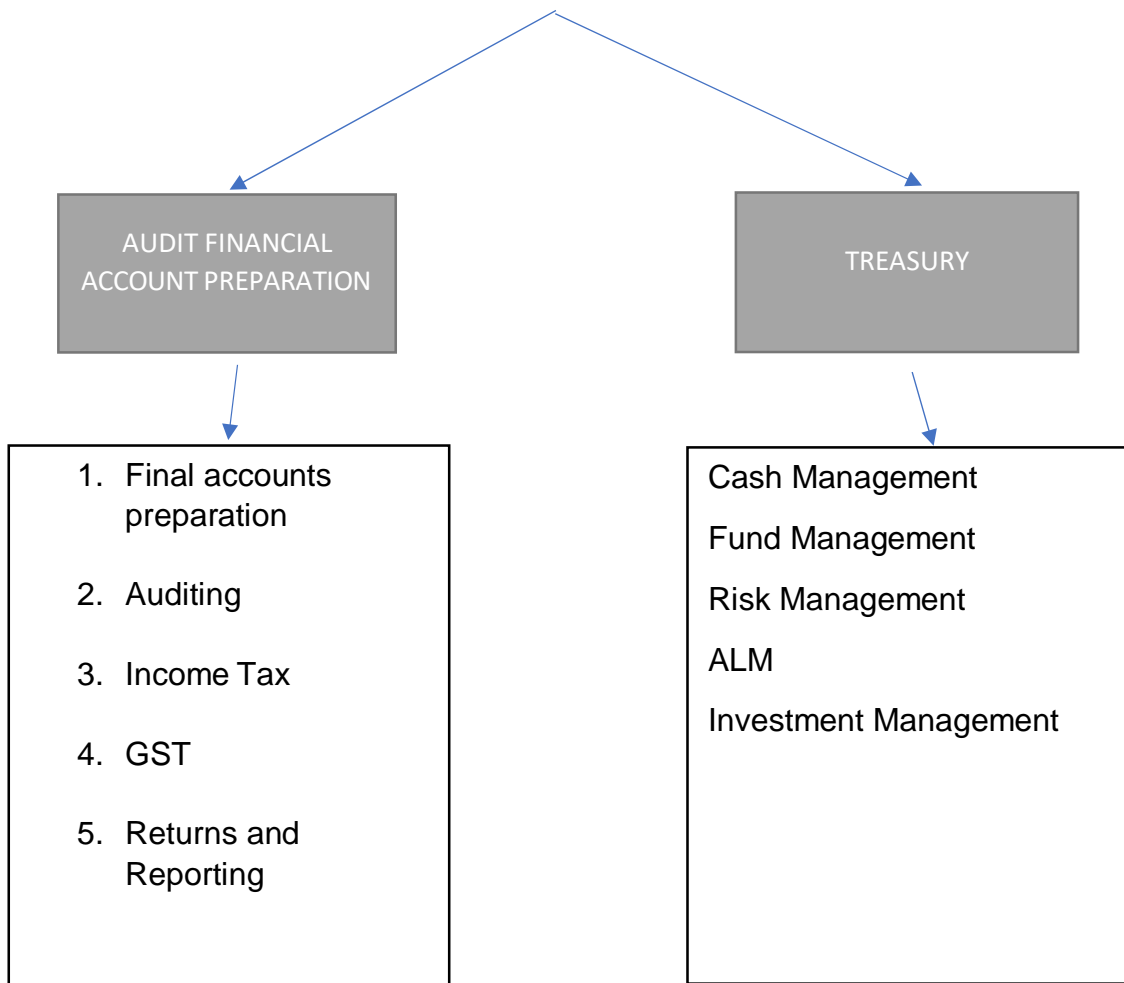 AUDIT FINANCIAL
ACCOUNT PREPARATION
TREASURY
1. Final accounts
preparation
2. Auditing
3. Income Tax
4. GST
5. Returns and
Reporting
Cash Management
Fund Management
Risk Management
ALM
Investment Management